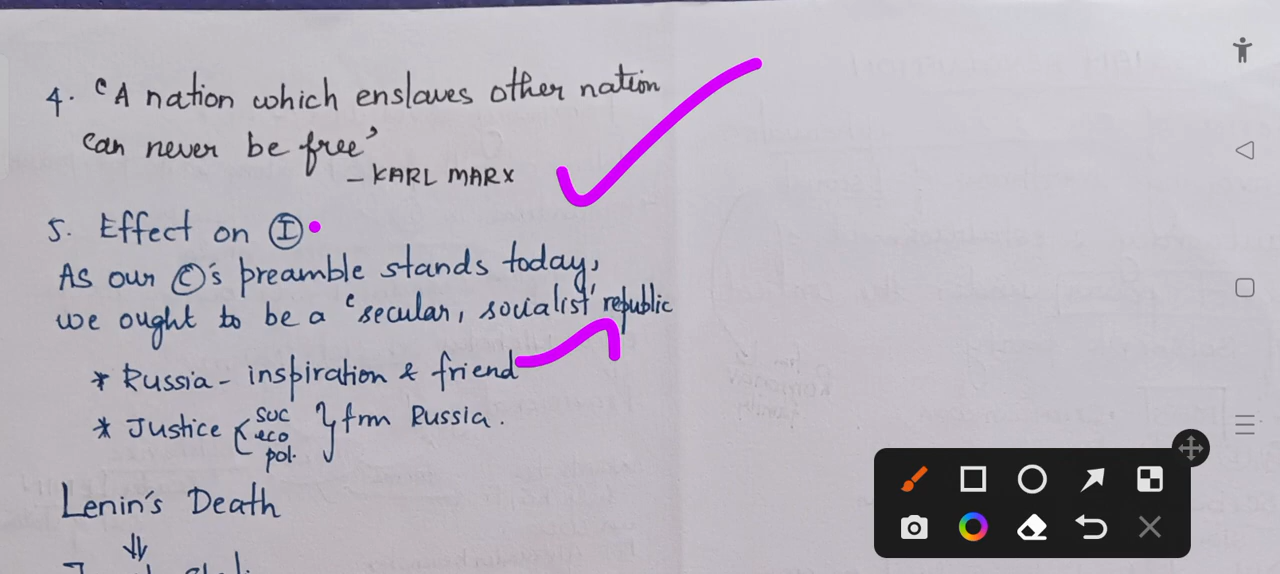 4. ‘A nation which enslaves other nation
can never be free’
– KARL MARX
5. Effect on Ⓘ
As our Ⓒ's preamble stands today,
we ought to be a ‘secular, socialist’ republic
* Russia – inspiration & friend
* Justice soc eco pol. } frm Russia.
Lenin's Death